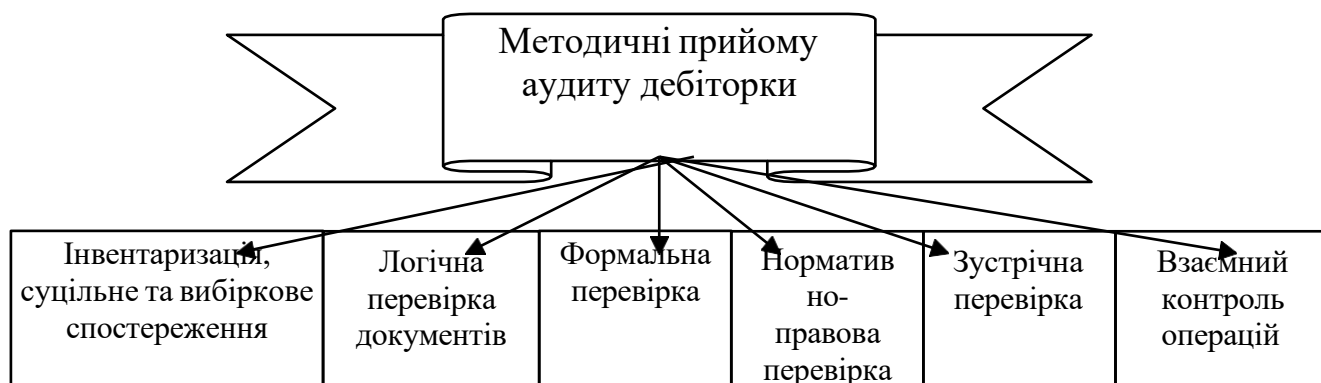 Методичні прийому
аудиту дебіторки
Інвентаризація,
суцільне та вибіркове
спостереження
Логічна
перевірка
документів
Формальна
перевірка
Норматив
но-
правова
перевірка
Зустрічна
перевірка
Взаємний
контроль
операцій